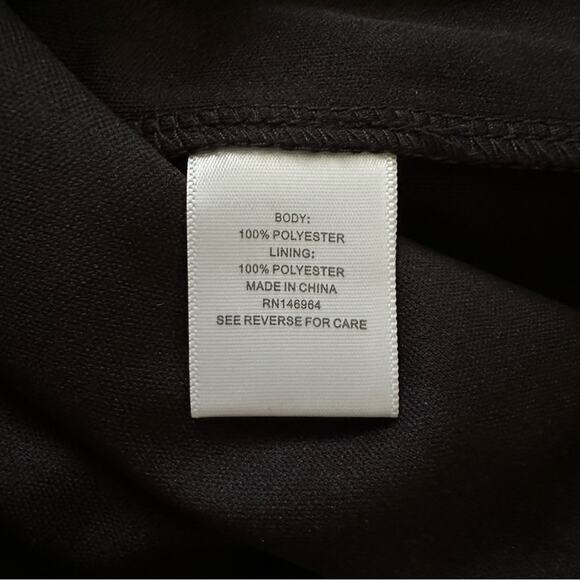 BODY:
100% POLYESTER
LINING:
100% POLYESTER
MADE IN CHINA
RN146964
SEE REVERSE FOR CARE